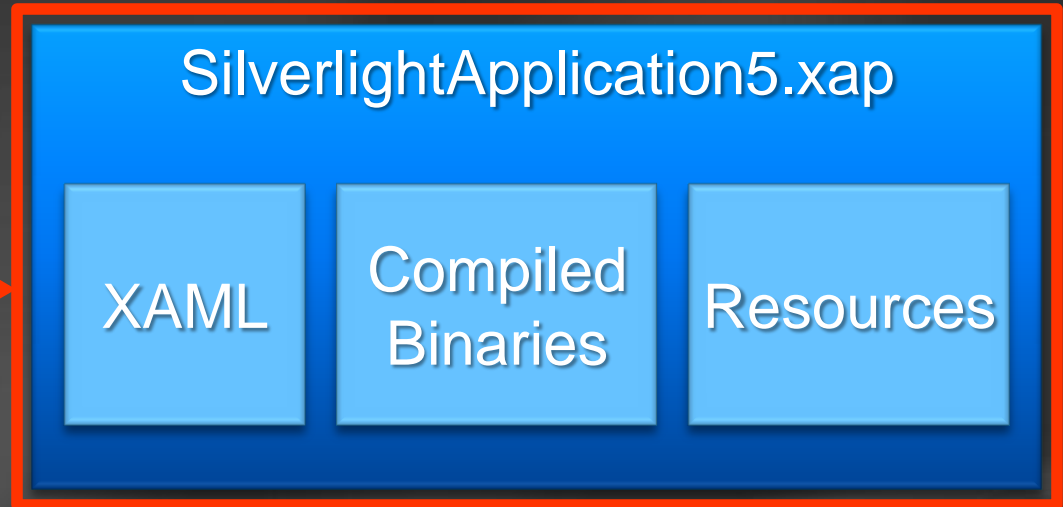 SilverlightApplication5.xap
XAML
Compiled
Binaries
Resources